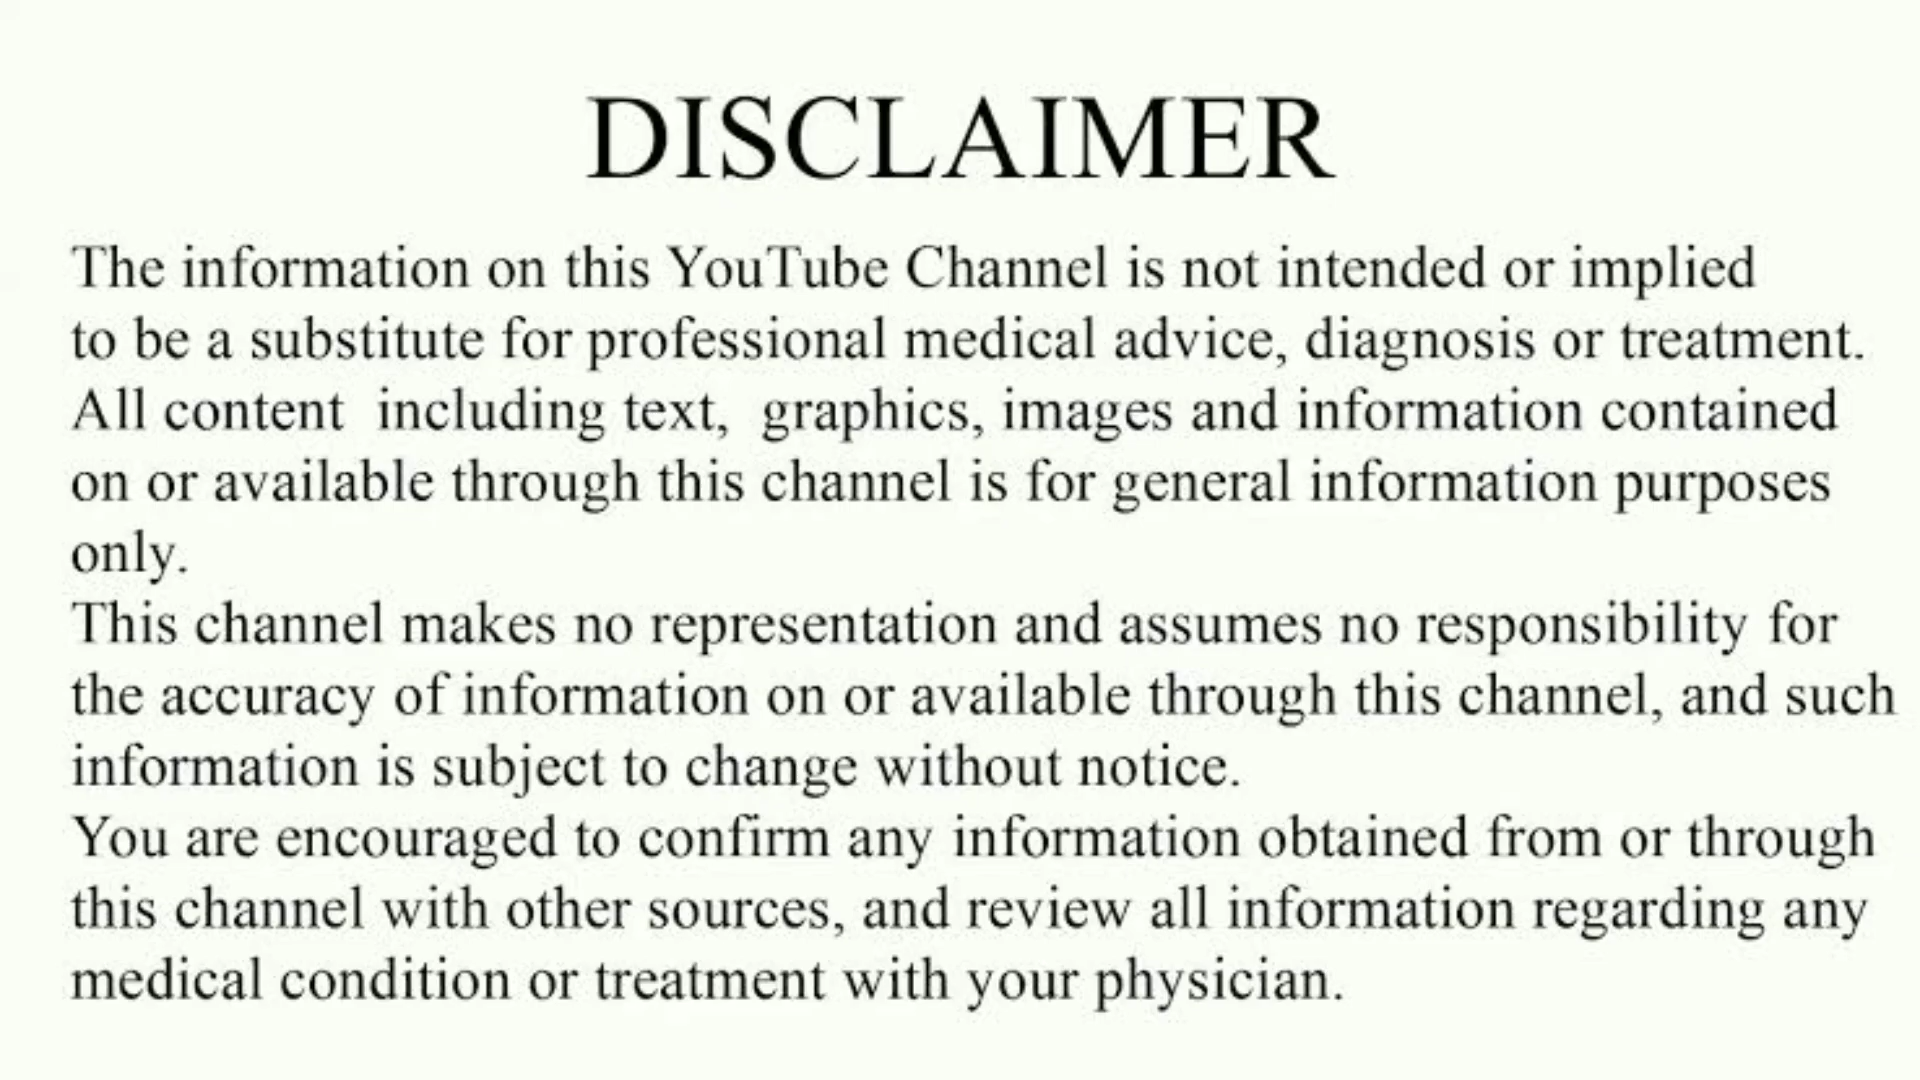 DISCLAIMER
The information on this YouTube Channel is not intended or implied
to be a substitute for professional medical advice, diagnosis or treatment.
All content  including text,  graphics, images and information contained
on or available through this channel is for general information purposes
only.
This channel makes no representation and assumes no responsibility for
the accuracy of information on or available through this channel, and such
information is subject to change without notice.
You are encouraged to confirm any information obtained from or through
this channel with other sources, and review all information regarding any
medical condition or treatment with your physician.